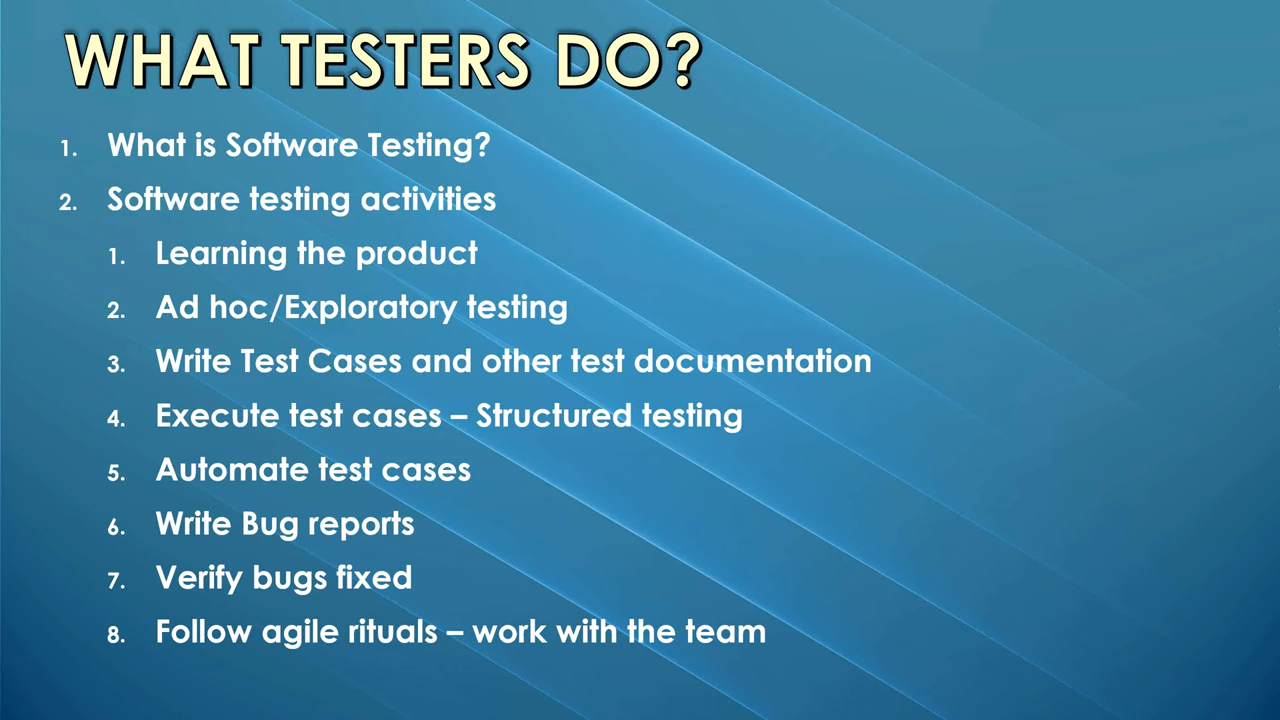 WHAT TESTERS DO?
1. What is Software Testing?
2. Software testing activities
1. Learning the product
2. Ad hoc/Exploratory testing
3. Write Test Cases and other test documentation
4. Execute test cases – Structured testing
5. Automate test cases
6. Write Bug reports
7. Verify bugs fixed
8. Follow agile rituals – work with the team